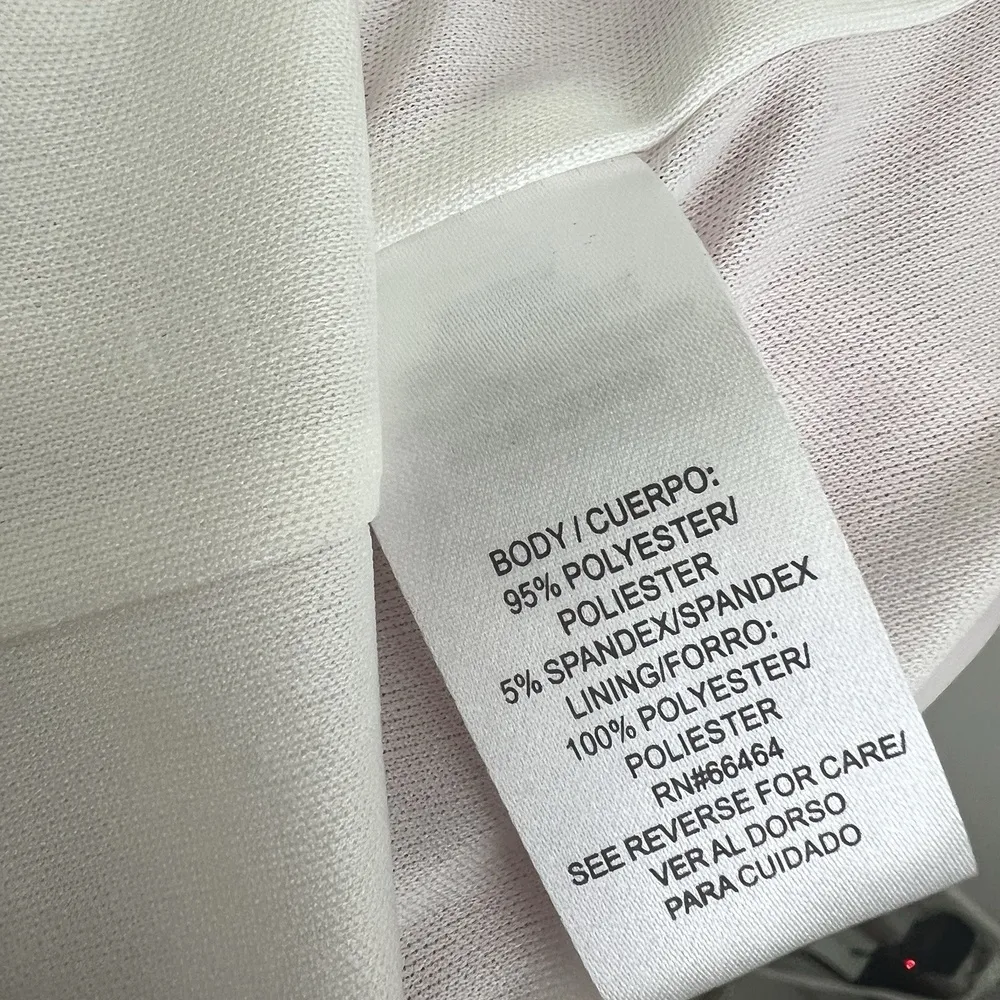 BODY / CUERPO:
95% POLYESTER/
POLIESTER
5% SPANDEX/SPANDEX
LINING/FORRO:
100% POLYESTER/
POLIESTER
RN#66464
SEE REVERSE FOR CARE/
VER AL DORSO
PARA CUIDADO